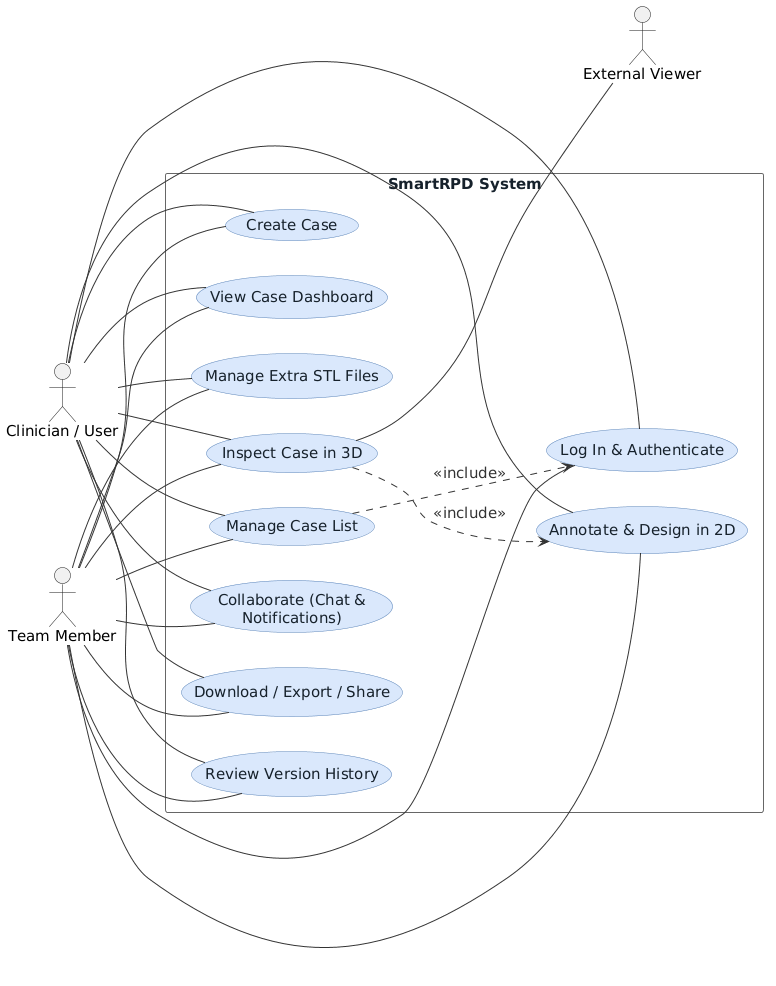 External Viewer
SmartRPD System
Create Case
View Case Dashboard
Manage Extra STL Files
Clinician / User
Inspect Case in 3D
Log In & Authenticate
«include»
«include»
Manage Case List
Annotate & Design in 2D
Collaborate (Chat &
Notifications)
Team Member
Download / Export / Share
Review Version History